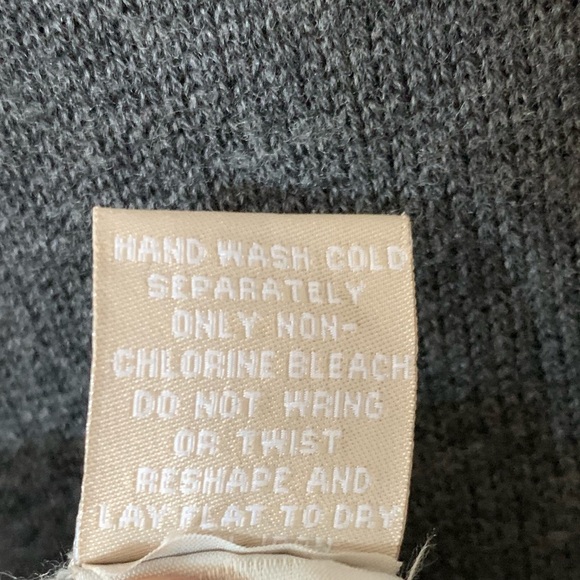 HAND WASH COLD
SEPARATELY
ONLY NON-
CHLORINE BLEACH
DO NOT WRING
OR TWIST
RESHAPE AND
LAY FLAT TO DRY